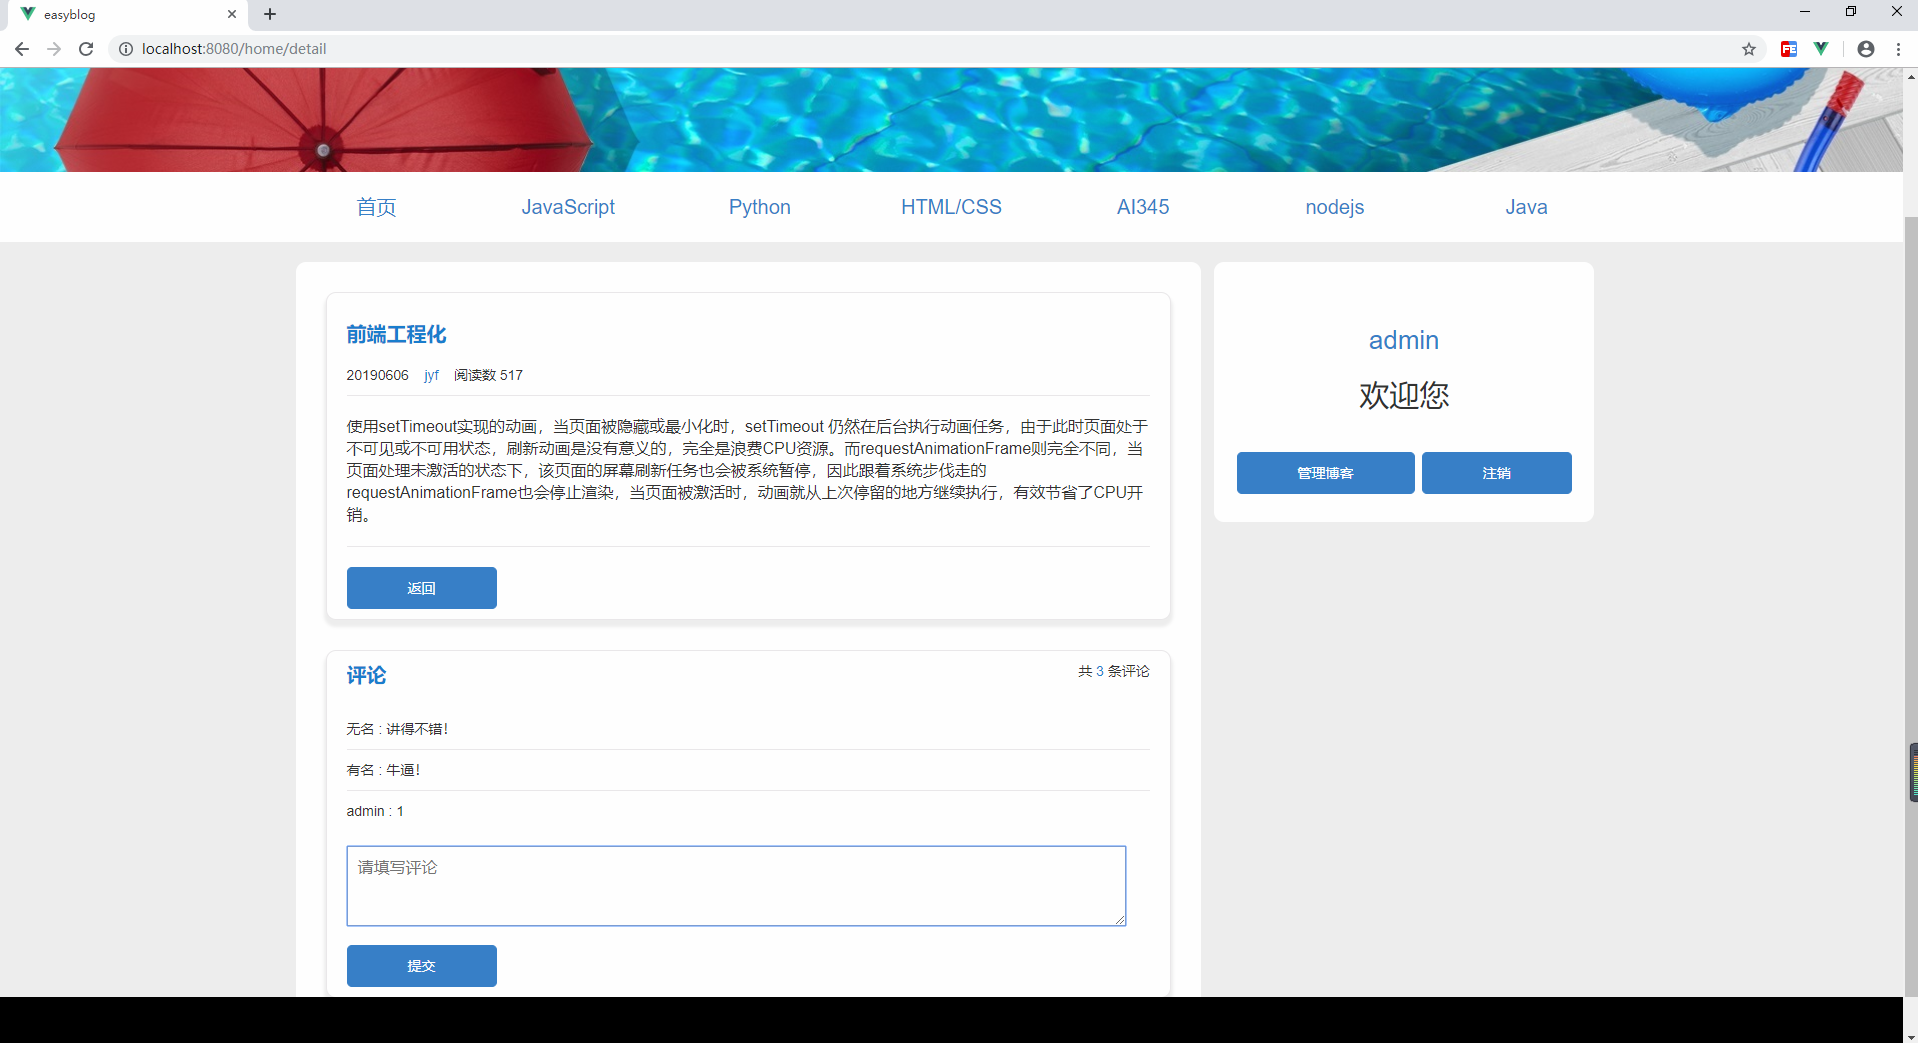 easyblog
localhost:8080/home/detail
首页 JavaScript Python HTML/CSS AI345 nodejs Java
前端工程化
20190606 jyf 阅读数 517
使用setTimeout实现的动画，当页面被隐藏或最小化时，setTimeout 仍然在后台执行动画任务，由于此时页面处于
不可见或不可用状态，刷新动画是没有意义的，完全是浪费CPU资源。而requestAnimationFrame则完全不同，当
页面处理未激活的状态下，该页面的屏幕刷新任务也会被系统暂停，因此跟着系统步伐走的
requestAnimationFrame也会停止渲染，当页面被激活时，动画就从上次停留的地方继续执行，有效节省了CPU开
销。
返回
评论
共 3 条评论
无名 : 讲得不错！
有名 : 牛逼！
admin : 1
请填写评论
提交
admin
欢迎您
管理博客 注销
FE